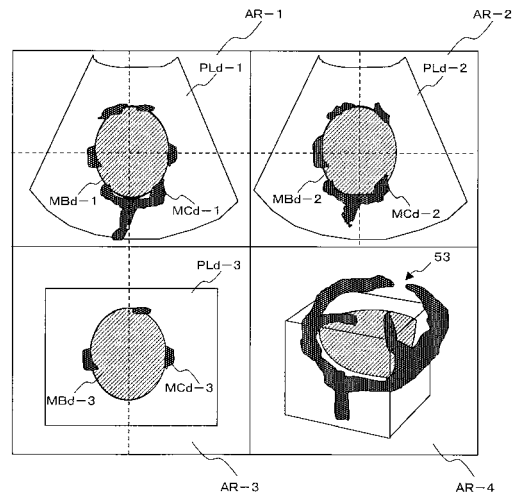 AR-1
AR-2
PLd-1
PLd-2
MBd-1
MCd-1
MBd-2
MCd-2
PLd-3
53
MBd-3
MCd-3
AR-3
AR-4